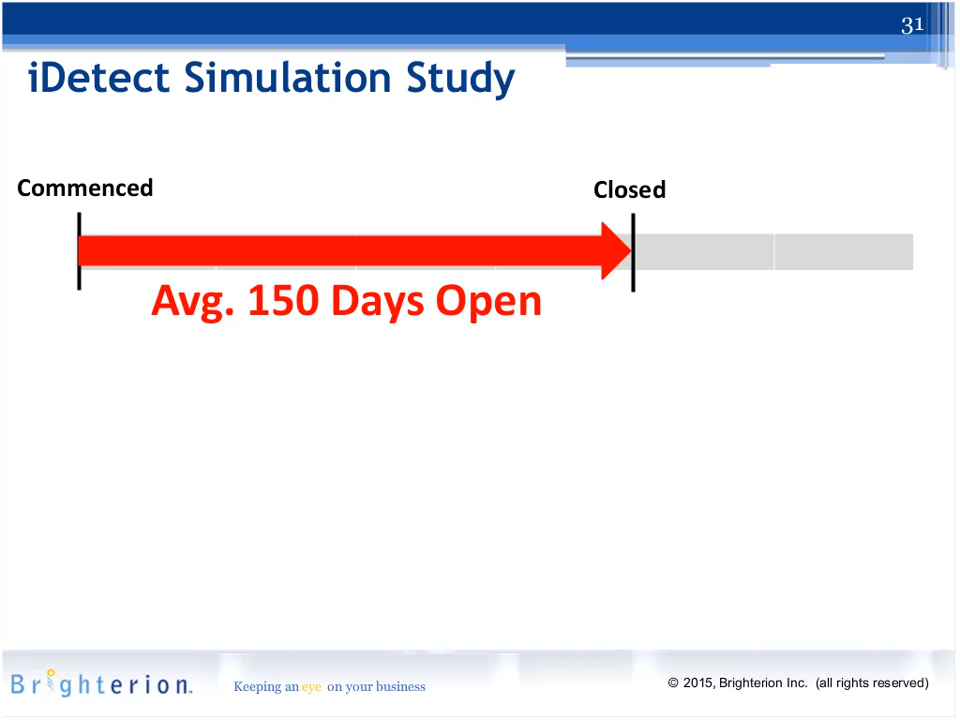 31
iDetect Simulation Study
Commenced
Closed
Avg. 150 Days Open
Brighterion™
Keeping an eye on your business
© 2015, Brighterion Inc. (all rights reserved)